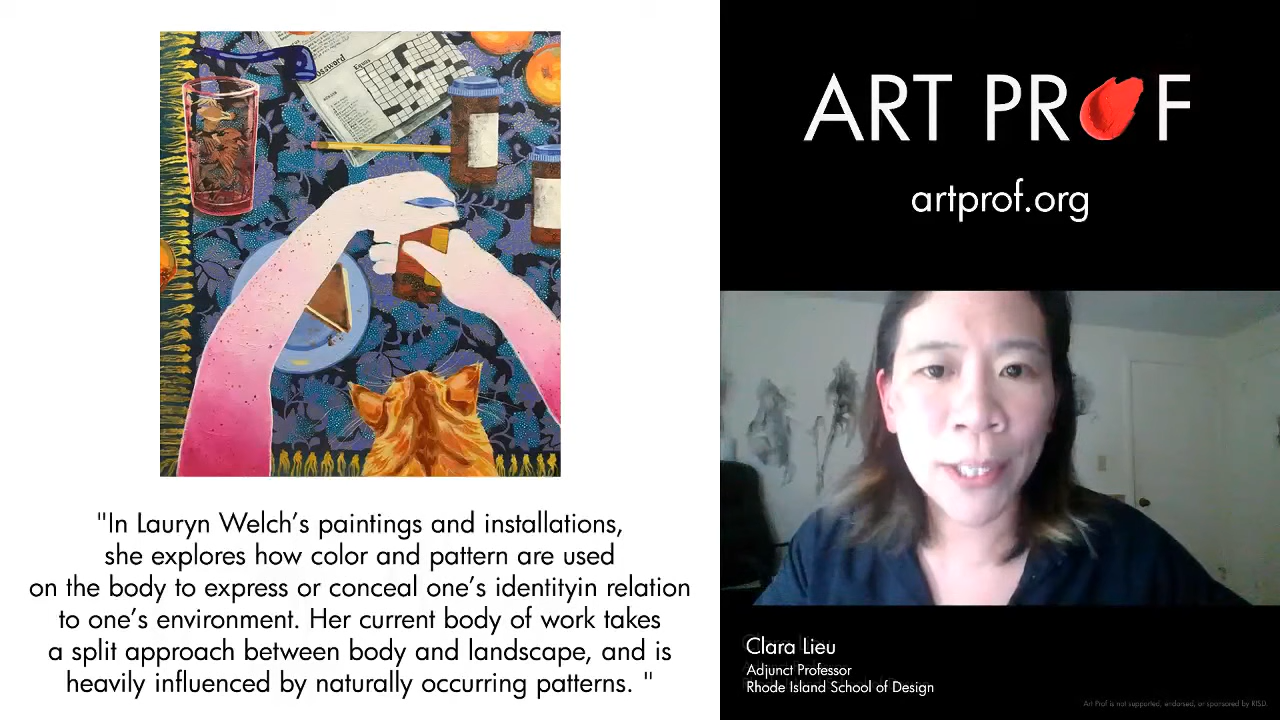 ssword
"In Lauryn Welch's paintings and installations,
she explores how color and pattern are used
on the body to express or conceal one's identityin relation
to one's environment. Her current body of work takes
a split approach between body and landscape, and is
heavily influenced by naturally occurring patterns. "
ART PROF
artprof.org
Clara Lieu
Adjunct Professor
Rhode Island School of Design
Art Prof is not supported, endorsed, or sponsored by RISD.